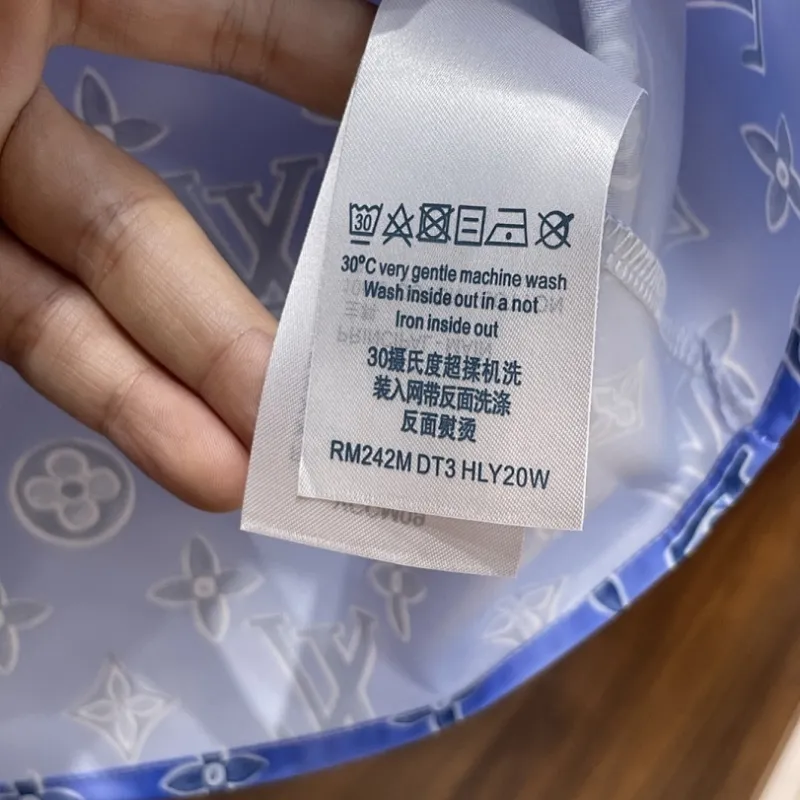 30
30°C very gentle machine wash
Wash inside out in a not
Iron inside out
30摄氏度超揉机洗
装入网带反面洗涤
反面熨烫
RM242M DT3 HLY20W